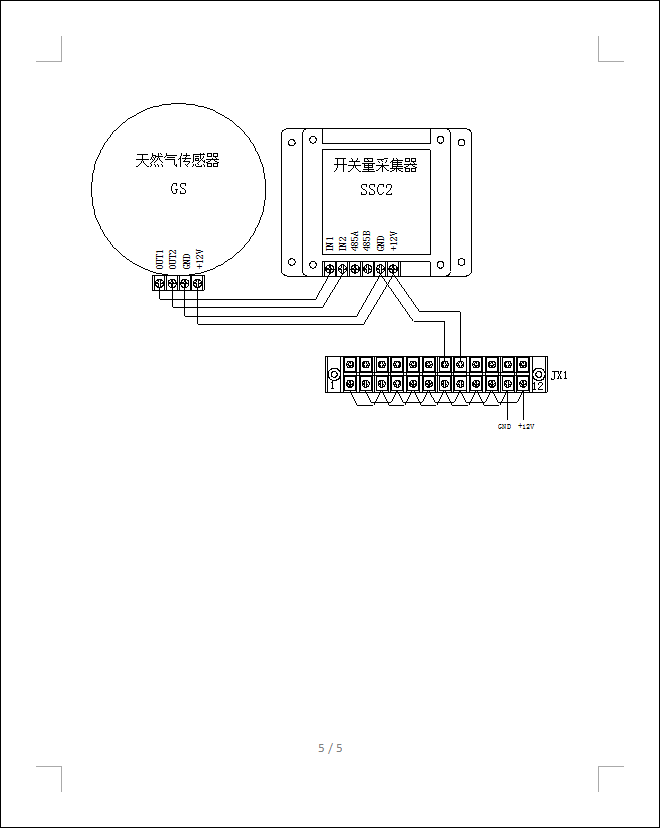 天然气传感器
GS
OUT1
OUT2
GND
+12V
开关量采集器
SSC2
IN1
IN2
485A
485B
GND
+12V
1
12
JX1
GND
+12V
5 / 5